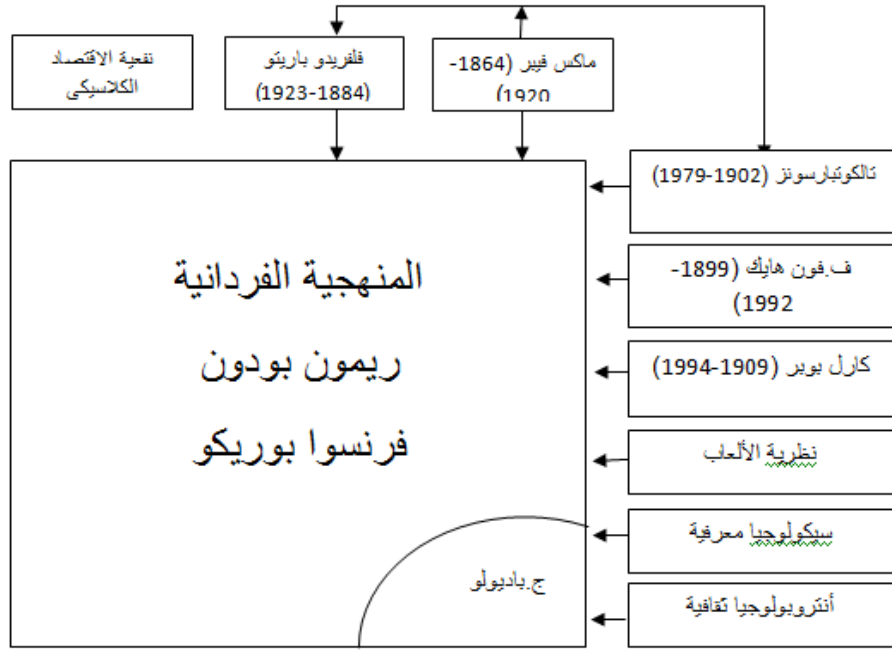 نفعية الاقتصاد
الكلاسيكى
فلفريدو باريتو
(1884-1923)
ماكس فيبر (1864-
1920)
تالكوتبارسونز (1902-1979)
ف.فون هايك (1899-
1992)
كارل بوبر (1909-1994)
نظرية الألعاب
سيكولوجيا معرفية
أنتروبولوجيا ثقافية
المنهجية الفردانية
ريمون بودون
فرنسوا بوريكو
ج.باديولو